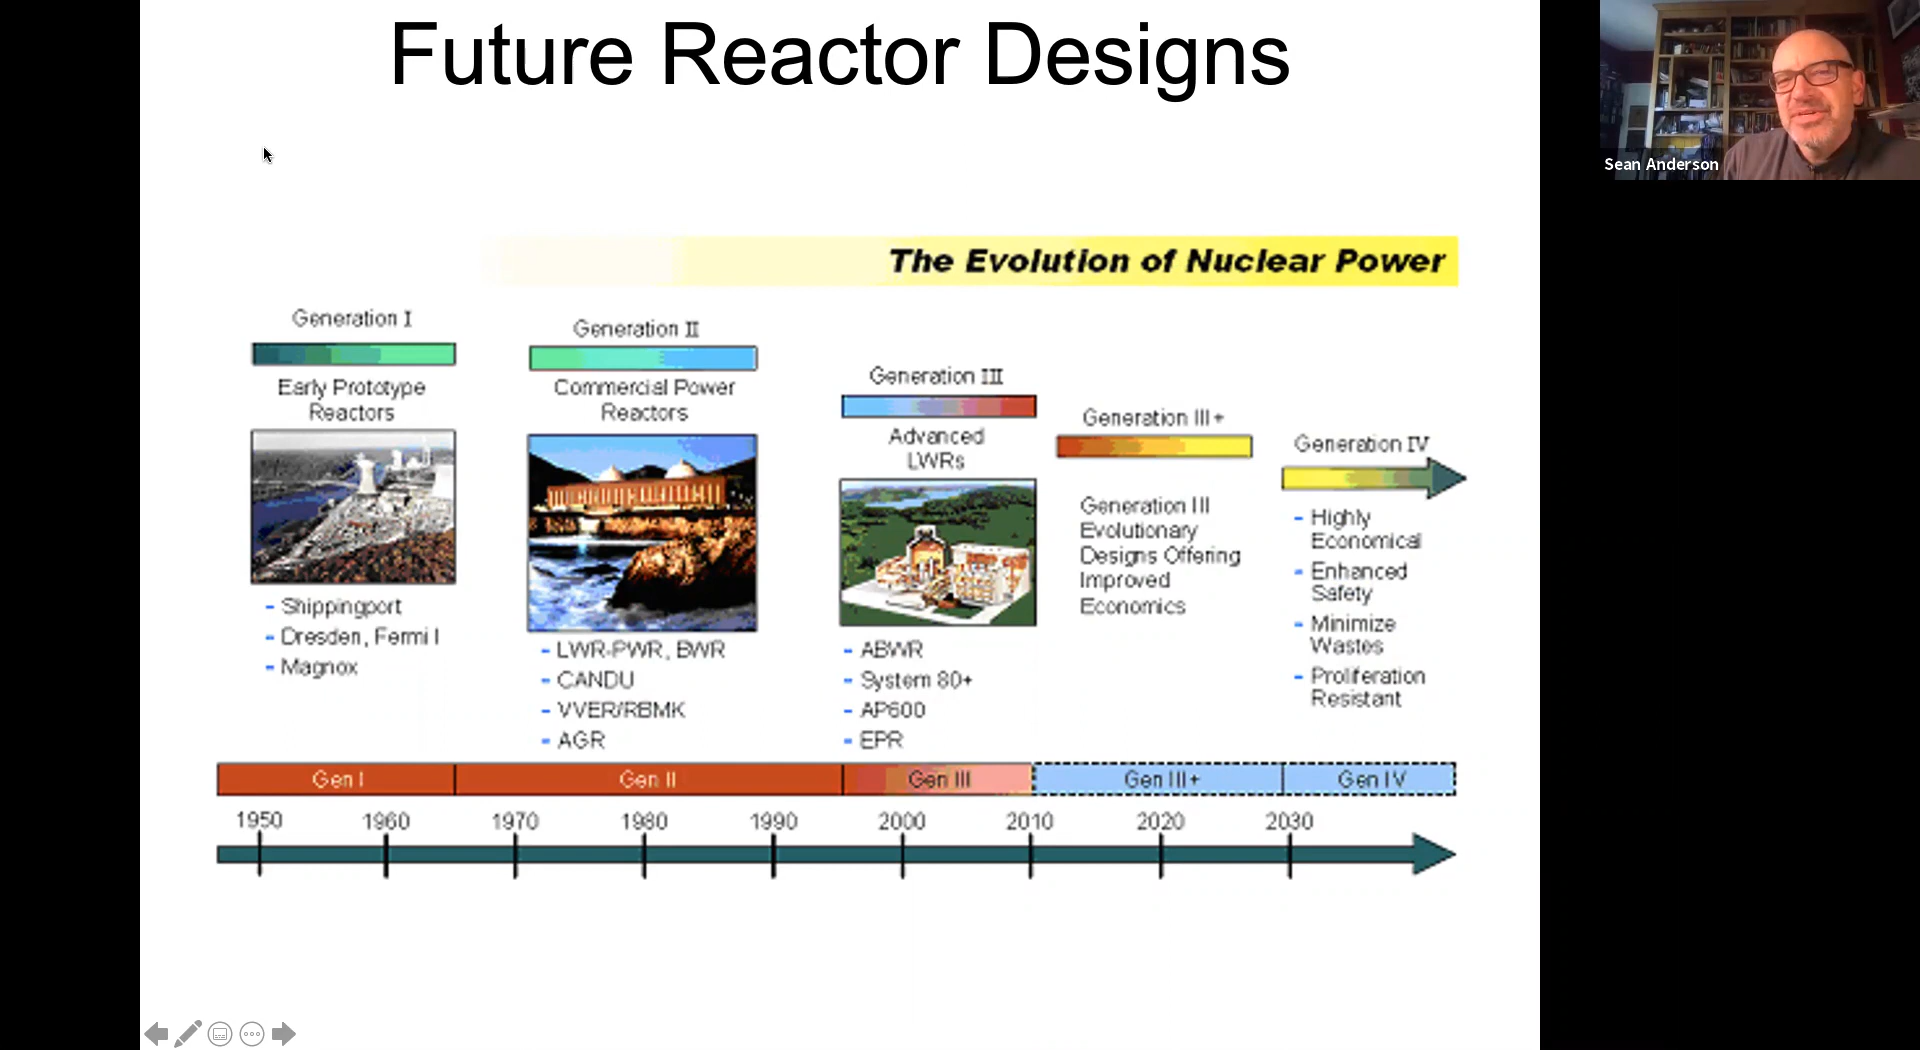 Future Reactor Designs
Sean Anderson
The Evolution of Nuclear Power
Generation I
Early Prototype
Reactors
- Shippingport
- Dresden, Fermi I
- Magnox
Generation II
Commercial Power
Reactors
- LWR-PWR, BWR
- CANDU
- VVER/RBMK
- AGR
Generation III
Advanced
LWRs
- ABWR
- System 80+
- AP600
- EPR
Generation III+
Generation III
Evolutionary
Designs Offering
Improved
Economics
Generation IV
- Highly
Economical
- Enhanced
Safety
- Minimize
Wastes
- Proliferation
Resistant
Gen I Gen II Gen III Gen III+ Gen IV
1950 1960 1970 1980 1990 2000 2010 2020 2030